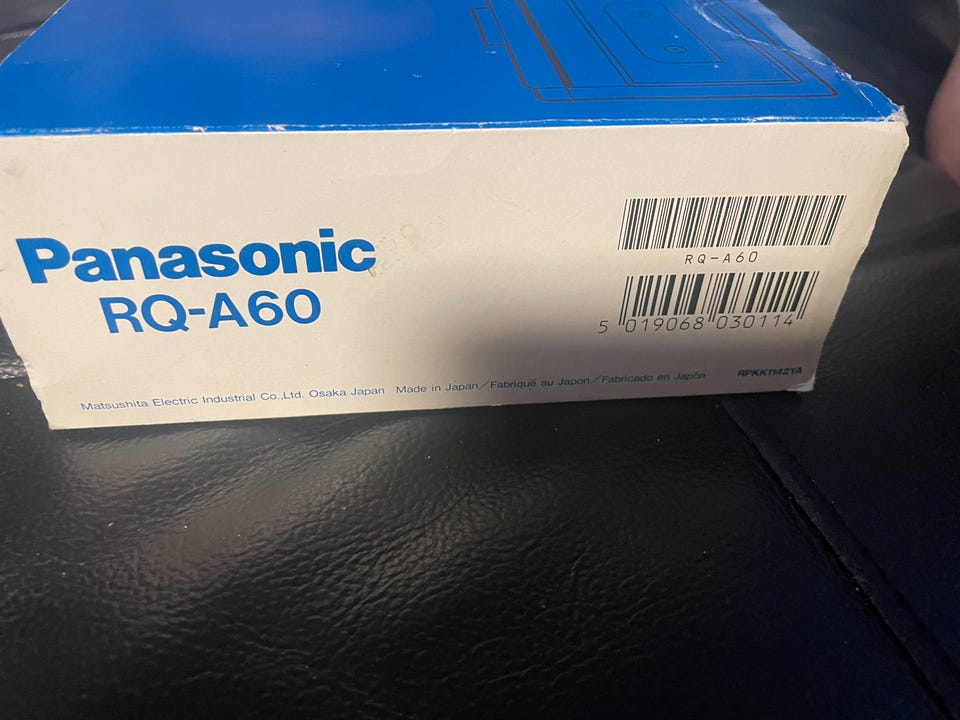 Panasonic
RQ-A60
RQ-A60
5 019068 030114
Matsushita Electric Industrial Co.,Ltd. Osaka Japan Made in Japan/Fabriqué au Japon/Fabricado en Japón
RPKK1142YA